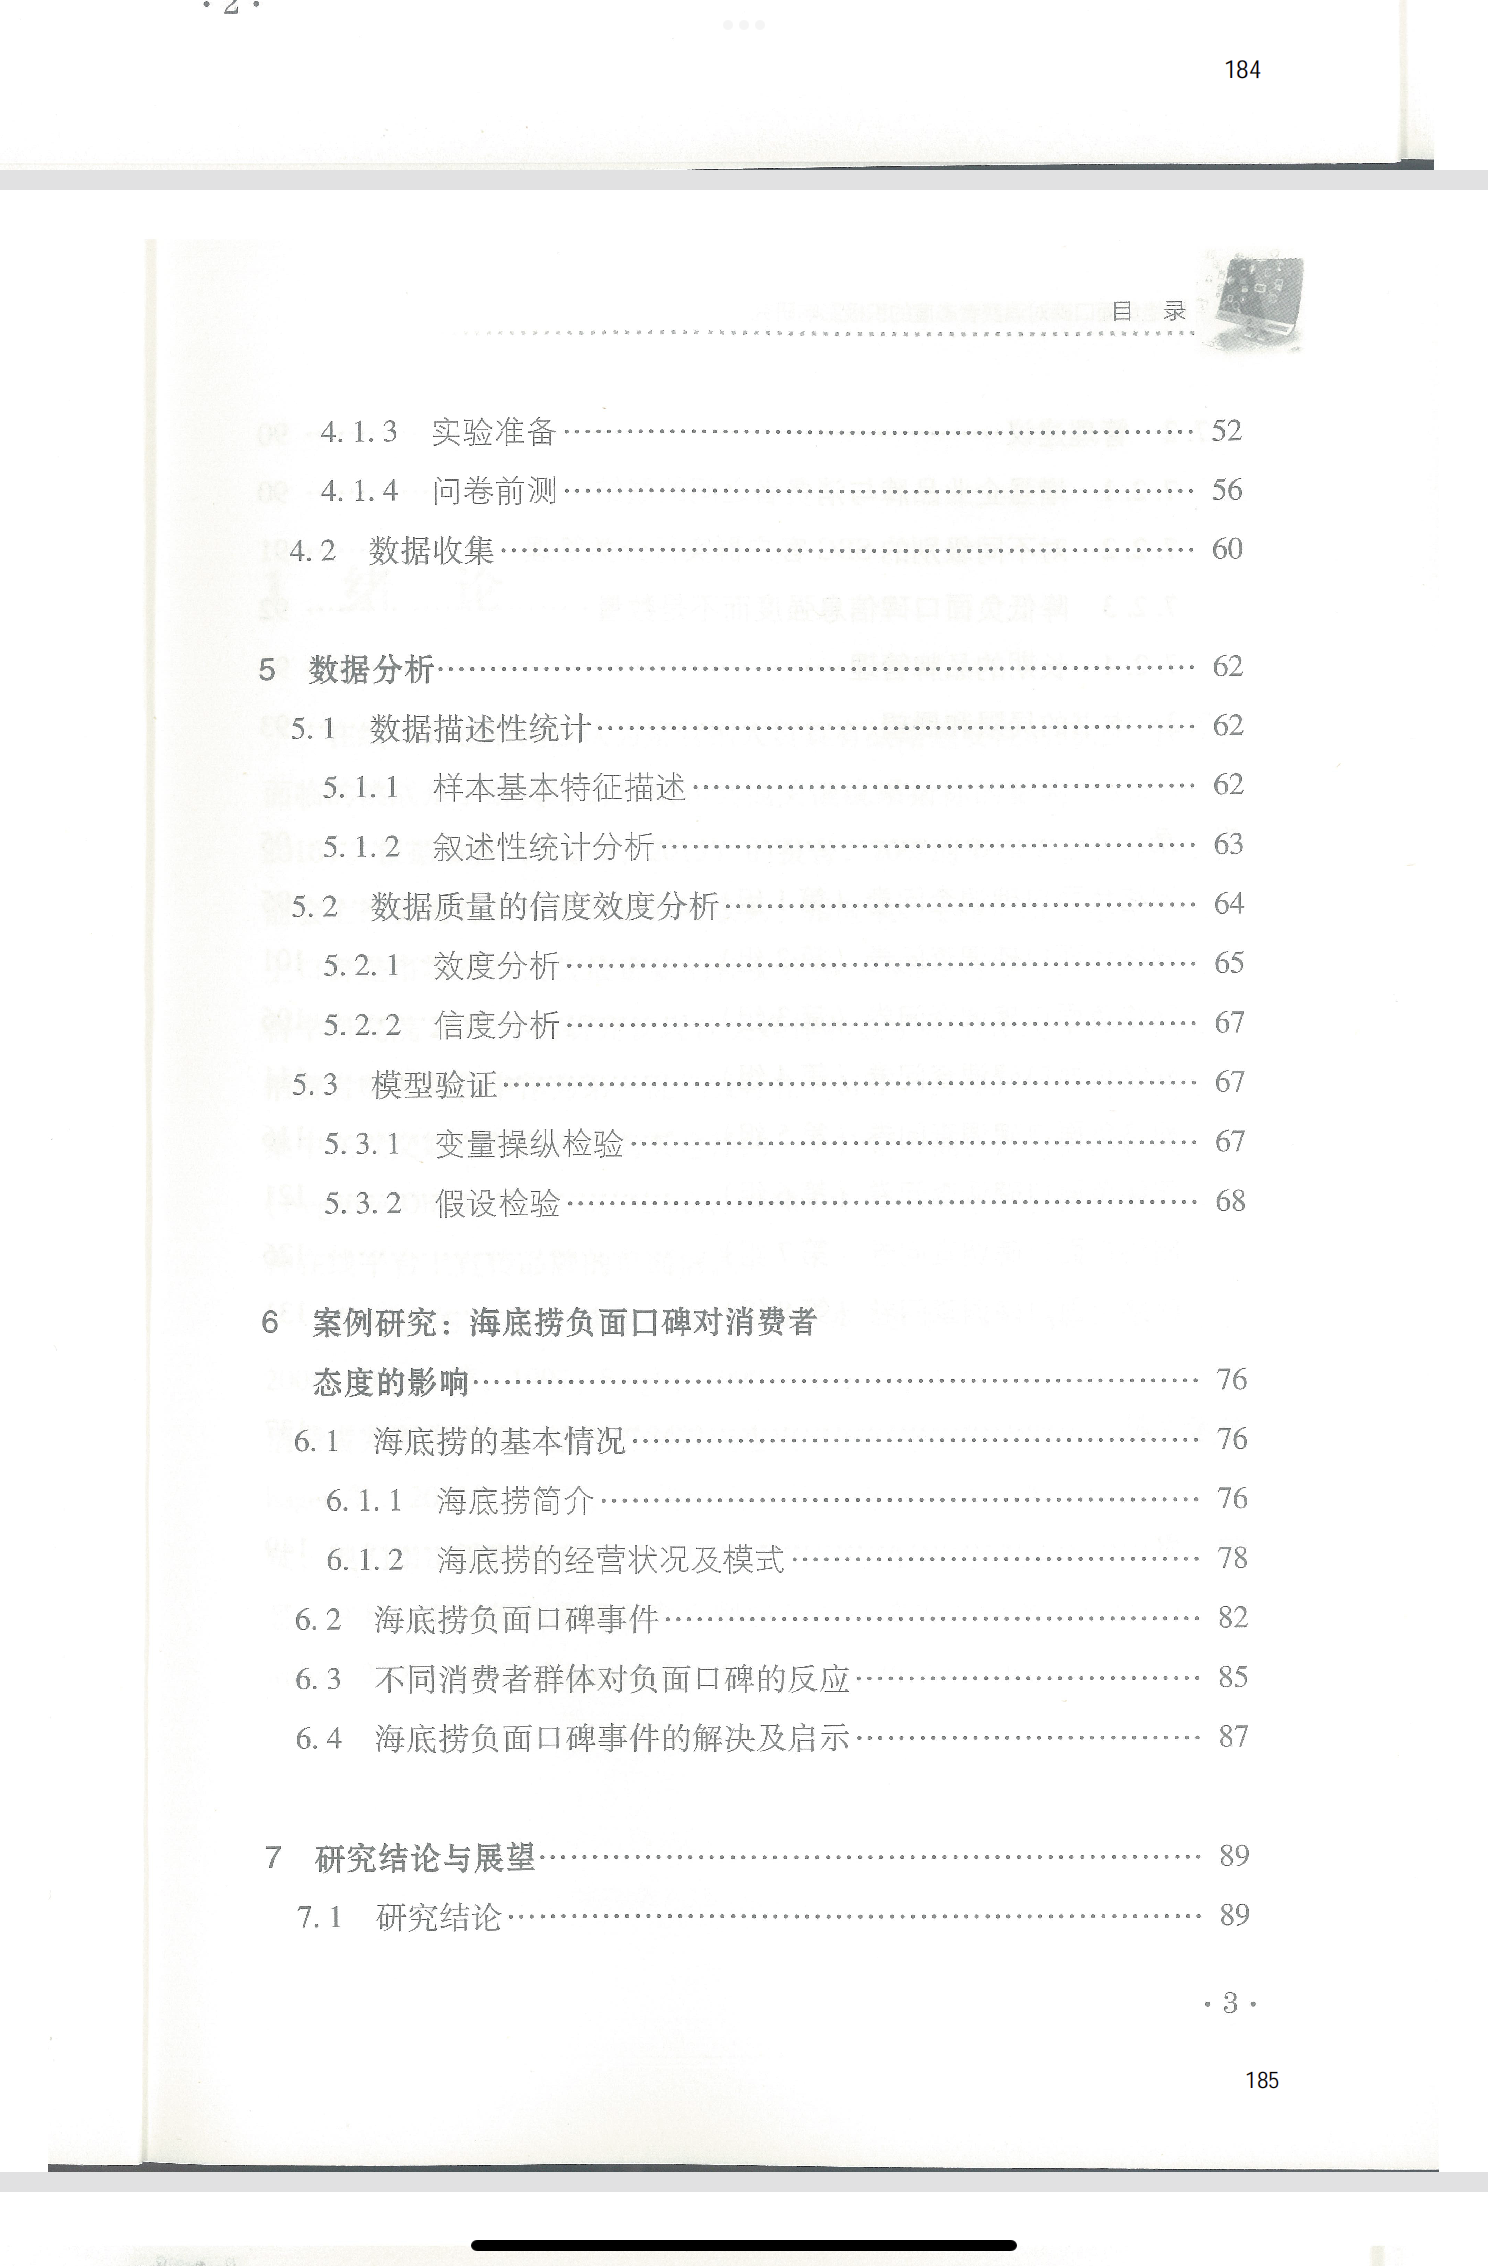 · 2 ·
184
目 录
4.1.3 实验准备 52
4.1.4 问卷前测 56
4.2 数据收集 60
5 数据分析 62
5.1 数据描述性统计 62
5.1.1 样本基本特征描述 62
5.1.2 叙述性统计分析 63
5.2 数据质量的信度效度分析 64
5.2.1 效度分析 65
5.2.2 信度分析 67
5.3 模型验证 67
5.3.1 变量操纵检验 67
5.3.2 假设检验 68
6 案例研究：海底捞负面口碑对消费者
态度的影响 76
6.1 海底捞的基本情况 76
6.1.1 海底捞简介 76
6.1.2 海底捞的经营状况及模式 78
6.2 海底捞负面口碑事件 82
6.3 不同消费者群体对负面口碑的反应 85
6.4 海底捞负面口碑事件的解决及启示 87
7 研究结论与展望 89
7.1 研究结论 89
· 3 ·
185